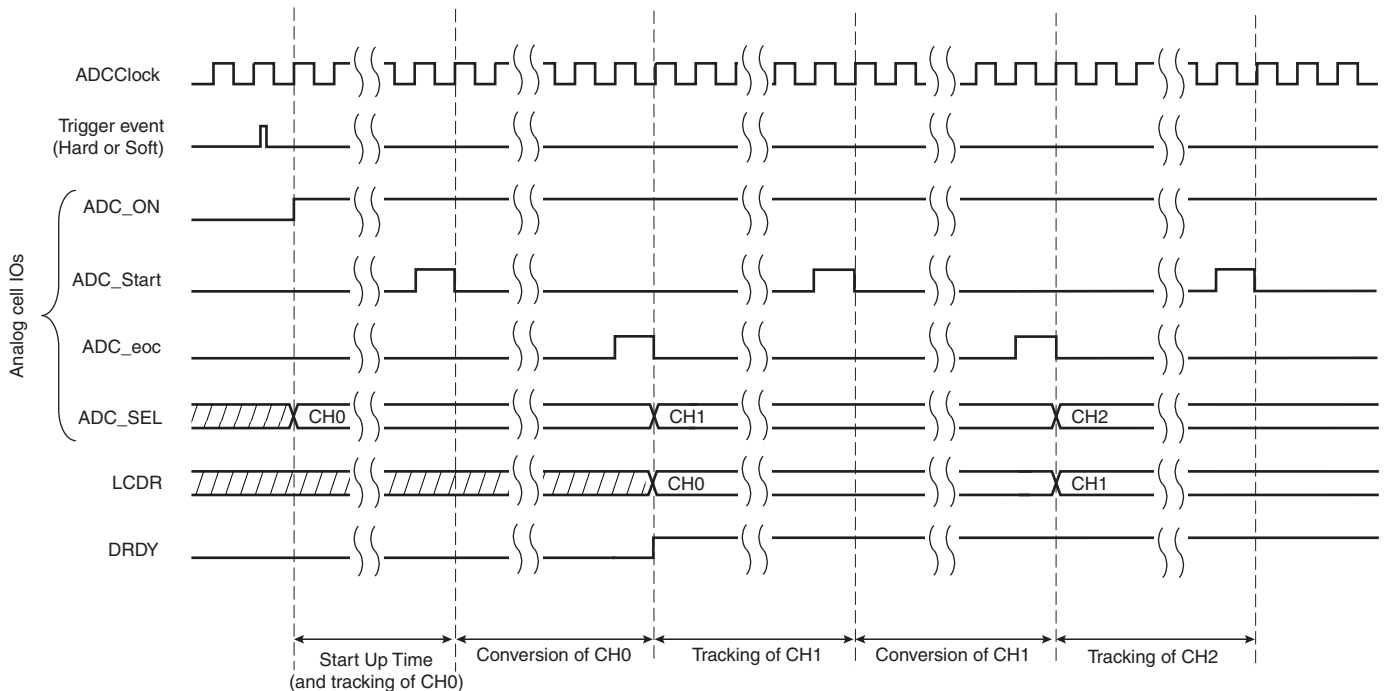 ADCClock
Trigger event
(Hard or Soft)
Analog cell IOs
ADC_ON
ADC_Start
ADC_eoc
ADC_SEL
CH0
CH1
CH2
LCDR
CH0
CH1
DRDY
Start Up Time
(and tracking of CH0)
Conversion of CH0
Tracking of CH1
Conversion of CH1
Tracking of CH2